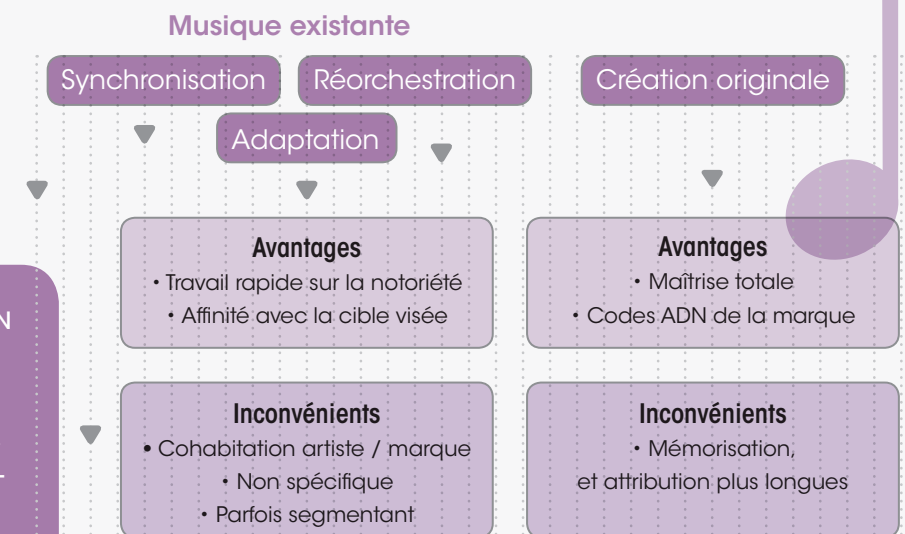 Musique existante
Synchronisation
Réorchestration
Création originale
Adaptation
Avantages
• Travail rapide sur la notoriété
• Affinité avec la cible visée
Avantages
• Maîtrise totale
• Codes ADN de la marque
N
Inconvénients
• Cohabitation artiste / marque
• Non spécifique
• Parfois segmentant
Inconvénients
• Mémorisation,
et attribution plus longues